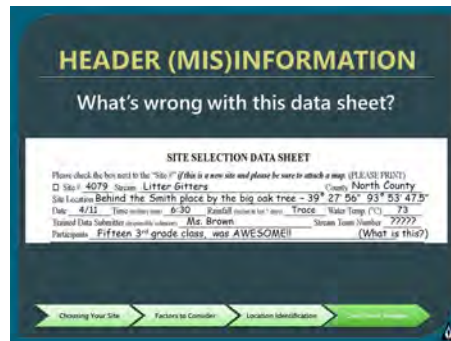 HEADER (MIS)INFORMATION
What's wrong with this data sheet?
SITE SELECTION DATA SHEET
Please check the box next to the "Site #" if this is a new site and please be sure to attach a map. (PLEASE PRINT)
☐ Site # 4079 Stream Litter Gitters County North County
Site Location Behind the Smith place by the big oak tree - 39° 27' 56" 93° 53' 47.5"
Date 4/11 Time 6:30 Rainfall Trace Water Temp. (°C) 73
Trained Data Submitter Ms. Brown Stream Team Number ?????
Participants Fifteen 3rd grade class, was AWESOME!! (What is this?)
Choosing Your Site
Factors to Consider
Location Identification